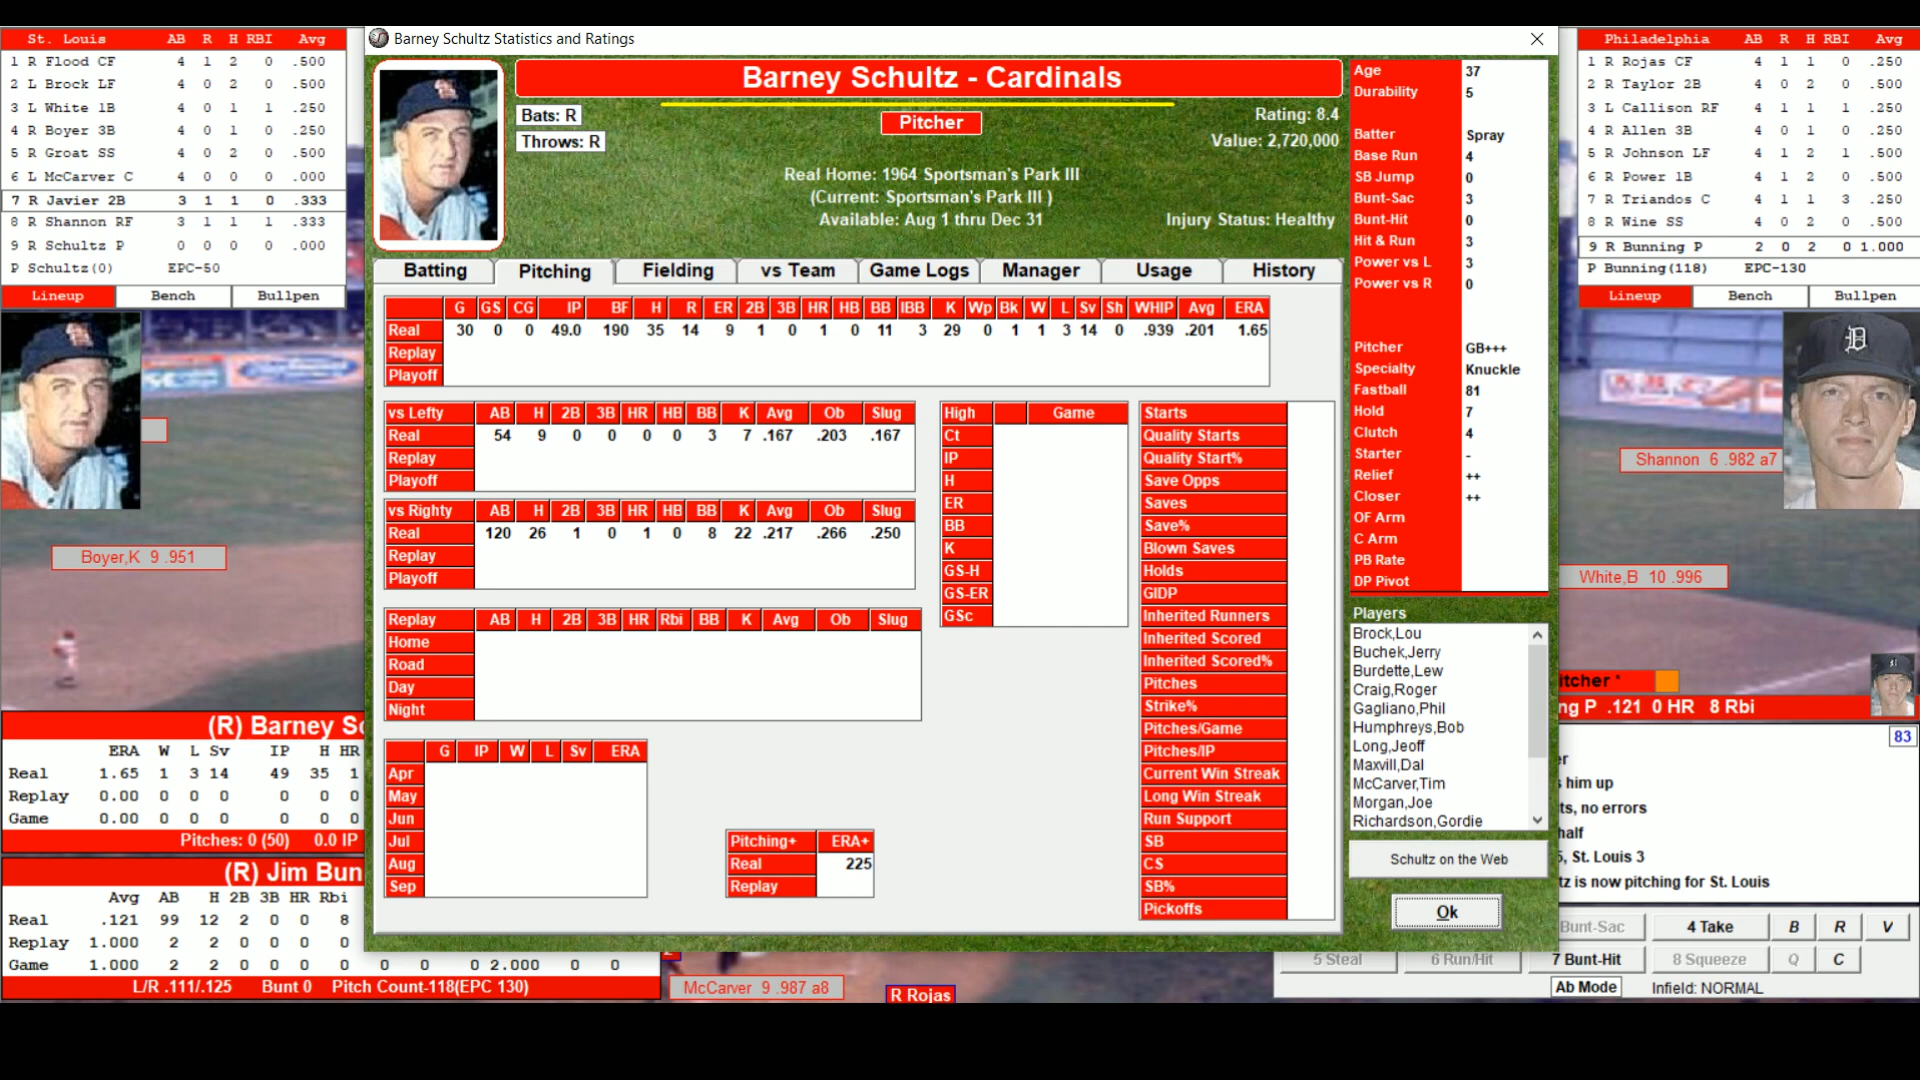 St. Louis AB R H RBI Avg
1 R Flood CF 4 1 2 0 .500
2 L Brock LF 4 0 2 0 .500
3 L White 1B 4 0 1 1 .250
4 R Boyer 3B 4 0 1 0 .250
5 R Groat SS 4 0 2 0 .500
6 L McCarver C 4 0 0 0 .000
7 R Javier 2B 3 1 1 0 .333
8 R Shannon RF 3 1 1 1 .333
9 R Schultz P 0 0 0 0 .000
P Schultz(0) EPC-50
Lineup Bench Bullpen
Boyer,K 9 .951
(R) Barney Sc
ERA W L Sv IP H HR
Real 1.65 1 3 14 49 35 1
Replay 0.00 0 0 0 0 0 0
Game 0.00 0 0 0 0 0 0
Pitches: 0 (50) 0.0 IP
(R) Jim Bun
Avg AB H 2B 3B HR Rbi
Real .121 99 12 2 0 0 8
Replay 1.000 2 2 0 0 0 0
Game 1.000 2 2 0 0 0 0 0 0 0 2.000 0 0
L/R .111/.125 Bunt 0 Pitch Count-118(EPC 130)
Barney Schultz Statistics and Ratings
Barney Schultz - Cardinals
Bats: R
Throws: R
Pitcher
Rating: 8.4
Value: 2,720,000
Real Home: 1964 Sportsman's Park III
(Current: Sportsman's Park III )
Available: Aug 1 thru Dec 31
Injury Status: Healthy
Batting Pitching Fielding vs Team Game Logs Manager Usage History
G GS CG IP BF H R ER 2B 3B HR HB BB IBB K Wp Bk W L Sv Sh WHIP Avg ERA
Real 30 0 0 49.0 190 35 14 9 1 0 1 0 11 3 29 0 1 1 3 14 0 .939 .201 1.65
Replay
Playoff
vs Lefty AB H 2B 3B HR HB BB K Avg Ob Slug
Real 54 9 0 0 0 0 3 7 .167 .203 .167
Replay
Playoff
vs Righty AB H 2B 3B HR HB BB K Avg Ob Slug
Real 120 26 1 0 1 0 8 22 .217 .266 .250
Replay
Playoff
Replay AB H 2B 3B HR Rbi BB K Avg Ob Slug
Home
Road
Day
Night
G IP W L Sv ERA
Apr
May
Jun
Jul
Aug
Sep
Pitching+ ERA+
Real 225
Replay
High Game
Ct
IP
H
ER
BB
K
GS-H
GS-ER
GSc
Starts
Quality Starts
Quality Start%
Save Opps
Saves
Save%
Blown Saves
Holds
GIDP
Inherited Runners
Inherited Scored
Inherited Scored%
Pitches
Strike%
Pitches/Game
Pitches/IP
Current Win Streak
Long Win Streak
Run Support
SB
CS
SB%
Pickoffs
Age 37
Durability 5
Batter Spray
Base Run 4
SB Jump 0
Bunt-Sac 3
Bunt-Hit 0
Hit & Run 3
Power vs L 3
Power vs R 0
Pitcher GB+++
Specialty Knuckle
Fastball 81
Hold 7
Clutch 4
Starter -
Relief ++
Closer ++
OF Arm
C Arm
PB Rate
DP Pivot
Players
Brock,Lou
Buchek,Jerry
Burdette,Lew
Craig,Roger
Gagliano,Phil
Humphreys,Bob
Long,Jeoff
Maxvill,Dal
McCarver,Tim
Morgan,Joe
Richardson,Gordie
Schultz on the Web
Ok
McCarver 9 .987 a8
R Rojas
Philadelphia AB R H RBI Avg
1 R Rojas CF 4 1 1 0 .250
2 R Taylor 2B 4 0 2 0 .500
3 L Callison RF 4 1 1 1 .250
4 R Allen 3B 4 0 1 0 .250
5 R Johnson LF 4 1 2 1 .500
6 R Power 1B 4 1 2 0 .500
7 R Triandos C 4 1 1 3 .250
8 R Wine SS 4 0 2 0 .500
9 R Bunning P 2 0 2 0 1.000
P Bunning(118) EPC-130
Lineup Bench Bullpen
Shannon 6 .982 a7
White,B 10 .996
itcher *
ng P .121 0 HR 8 Rbi
83
er
s him up
ts, no errors
half
5, St. Louis 3
tz is now pitching for St. Louis
Bunt-Sac 4 Take B R V
5 Steal 6 Run/Hit 7 Bunt-Hit 8 Squeeze Q C
Ab Mode Infield: NORMAL